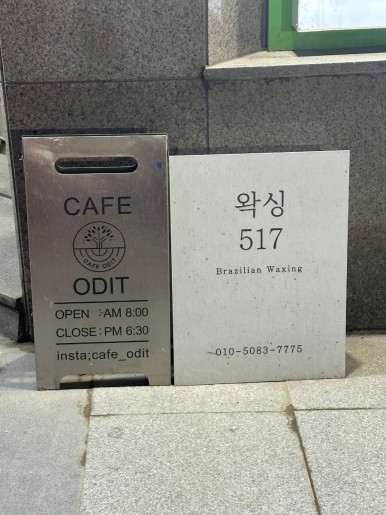 CAFE
CAFE ODIT
ODIT
OPEN : AM 8:00
CLOSE : PM 6:30
insta;cafe_odit
왁싱
517
Brazilian Waxing
010-5083-7775